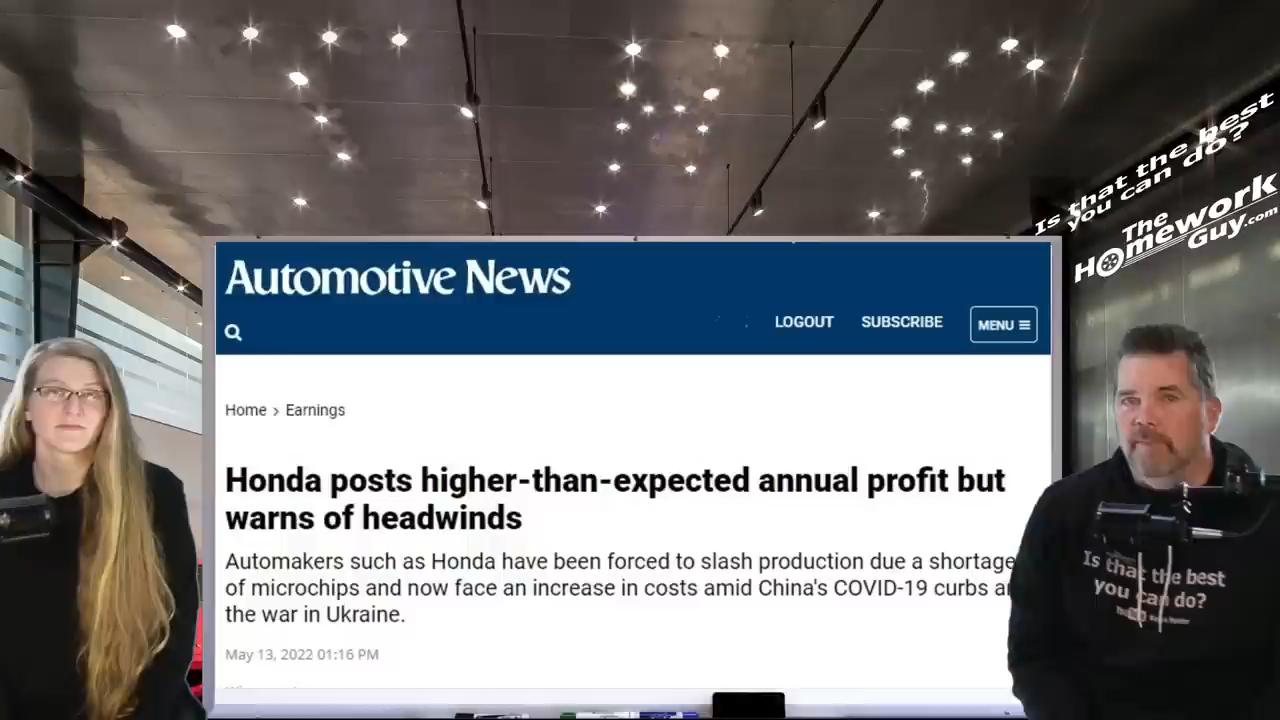 Is that the best
you can do?
The
Homework
Guy.com
Automotive News
LOGOUT
SUBSCRIBE
MENU
Home › Earnings
Honda posts higher-than-expected annual profit but
warns of headwinds
Automakers such as Honda have been forced to slash production due a shortage
of microchips and now face an increase in costs amid China's COVID-19 curbs
the war in Ukraine.
May 13, 2022 01:16 PM
Is that the best
you can do?